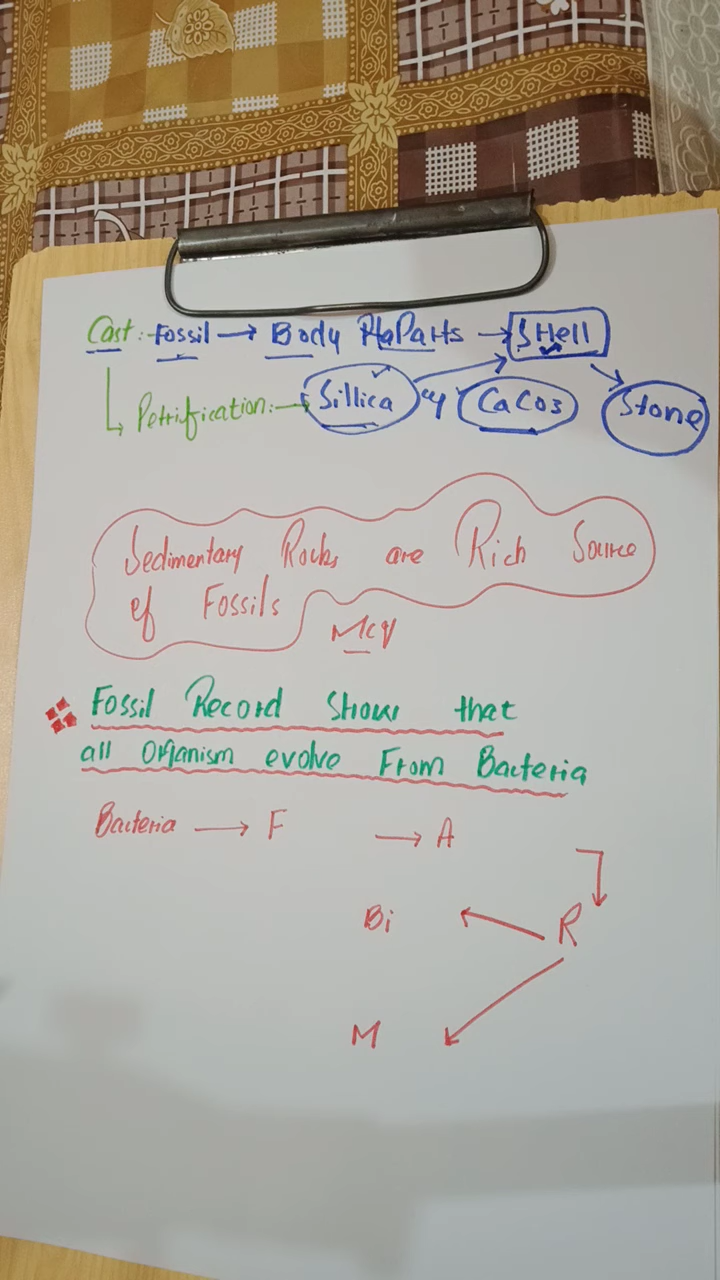 Cast:- Fossil → Body Parts → SHell
↳ Petrification:- → Sillica CaCo3 Stone
Sedimentary Rocks are Rich Source
of Fossils
Mcq
Fossil Record Show that
all Organism evolve From Bacteria
Bacteria → F → A
Bi ← R
M